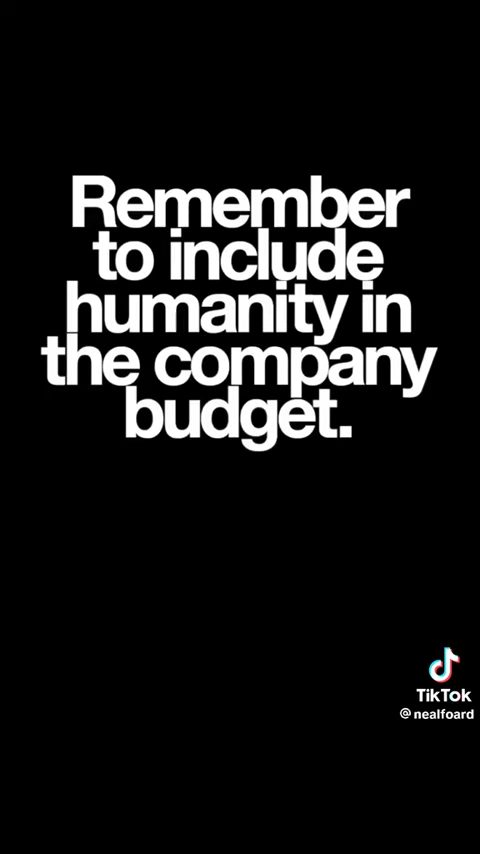 Remember
to include
humanity in
the company
budget.
TikTok
@nealfoard